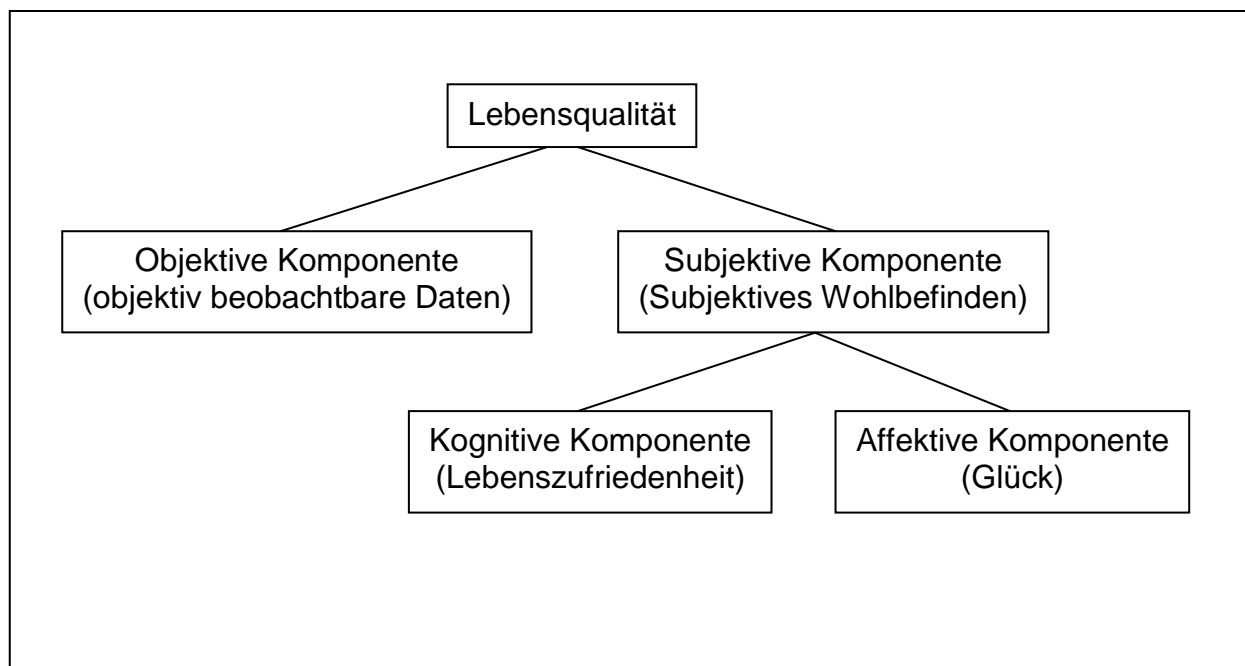 Lebensqualität
Objektive Komponente
(objektiv beobachtbare Daten)
Subjektive Komponente
(Subjektives Wohlbefinden)
Kognitive Komponente
(Lebenszufriedenheit)
Affektive Komponente
(Glück)